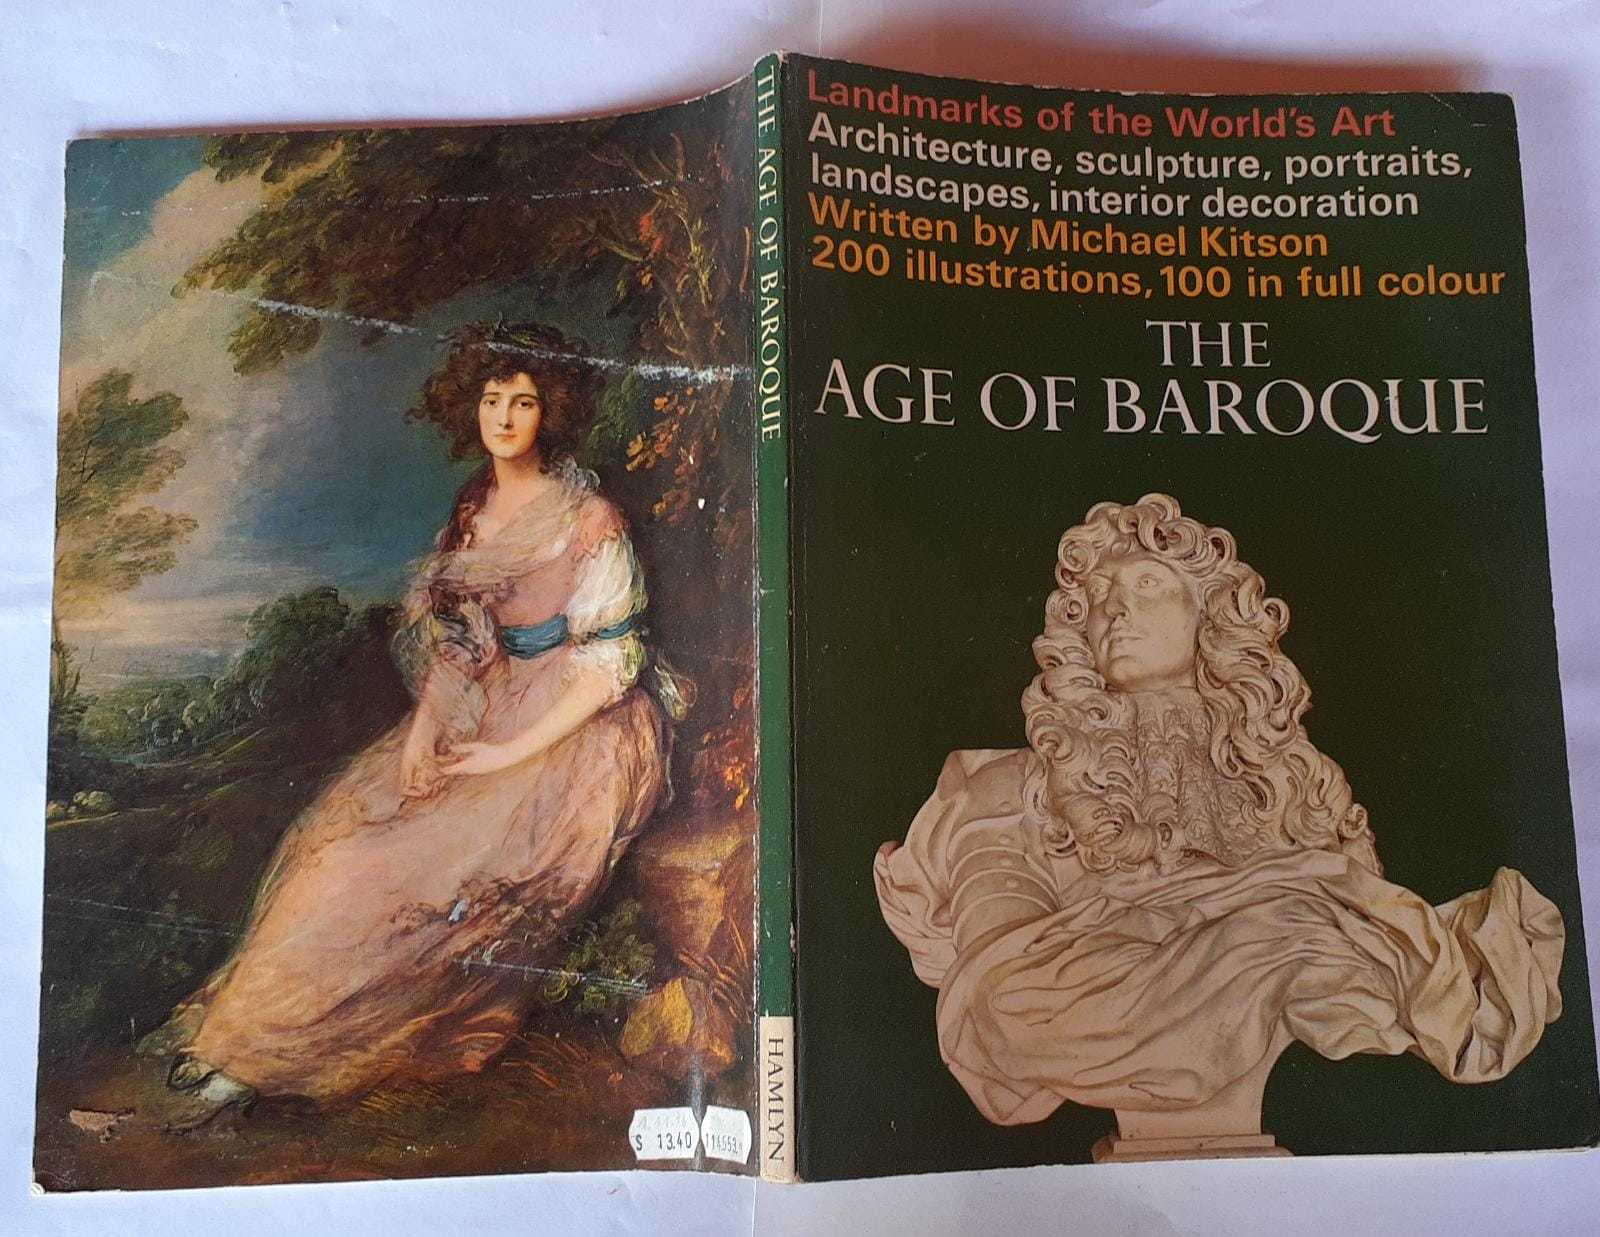 Landmarks of the World's Art
Architecture, sculpture, portraits,
landscapes, interior decoration
Written by Michael Kitson
200 illustrations, 100 in full colour
THE
AGE OF BAROQUE
THE AGE OF BAROQUE
HAMLYN
$ 13.40